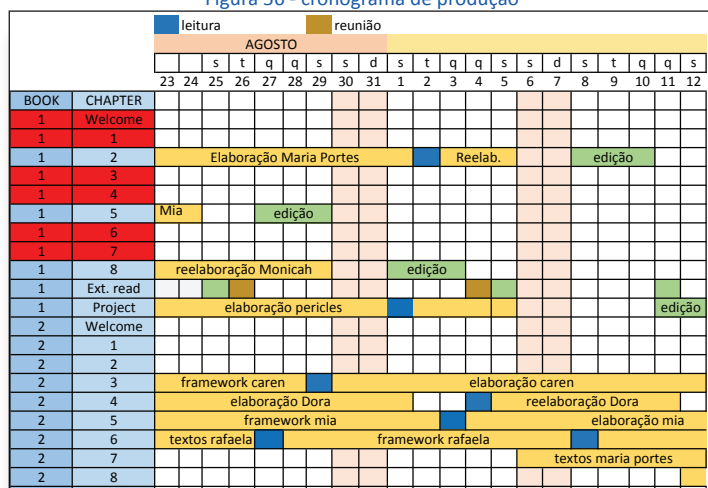 Figura 56 - cronograma de produção
leitura reunião
AGOSTO
s t q q s s d s t q q s s d s t q q s
23 24 25 26 27 28 29 30 31 1 2 3 4 5 6 7 8 9 10 11 12
BOOK CHAPTER
1 Welcome
1 1
1 2 Elaboração Maria Portes Reelab. edição
1 3
1 4
1 5 Mia edição
1 6
1 7
1 8 reelaboração Monicah edição
1 Ext. read
1 Project elaboração pericles edição
2 Welcome
2 1
2 2
2 3 framework caren elaboração caren
2 4 elaboração Dora reelaboração Dora
2 5 framework mia elaboração mia
2 6 textos rafaela framework rafaela
2 7 textos maria portes
2 8